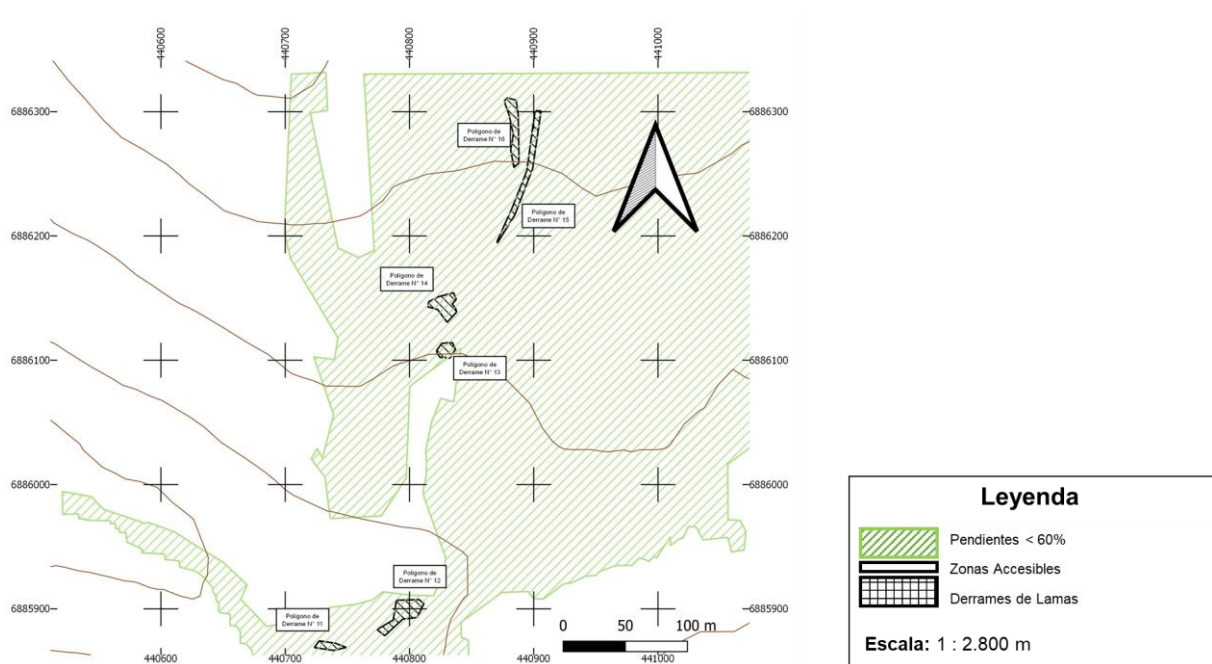 440600 440700 440800 440900 441000
6886300 6886300
Polígono de
Derrame N° 16
Polígono de
Derrame N° 15
6886200 6886200
Polígono de
Derrame N° 14
6886100 6886100
Polígono de
Derrame N° 13
6886000 6886000
Polígono de
Derrame N° 12
6885900 6885900
Polígono de
Derrame N° 11
0 50 100 m
440600 440700 440800 440900 441000
Leyenda
Pendientes < 60%
Zonas Accesibles
Derrames de Lamas
Escala: 1 : 2.800 m